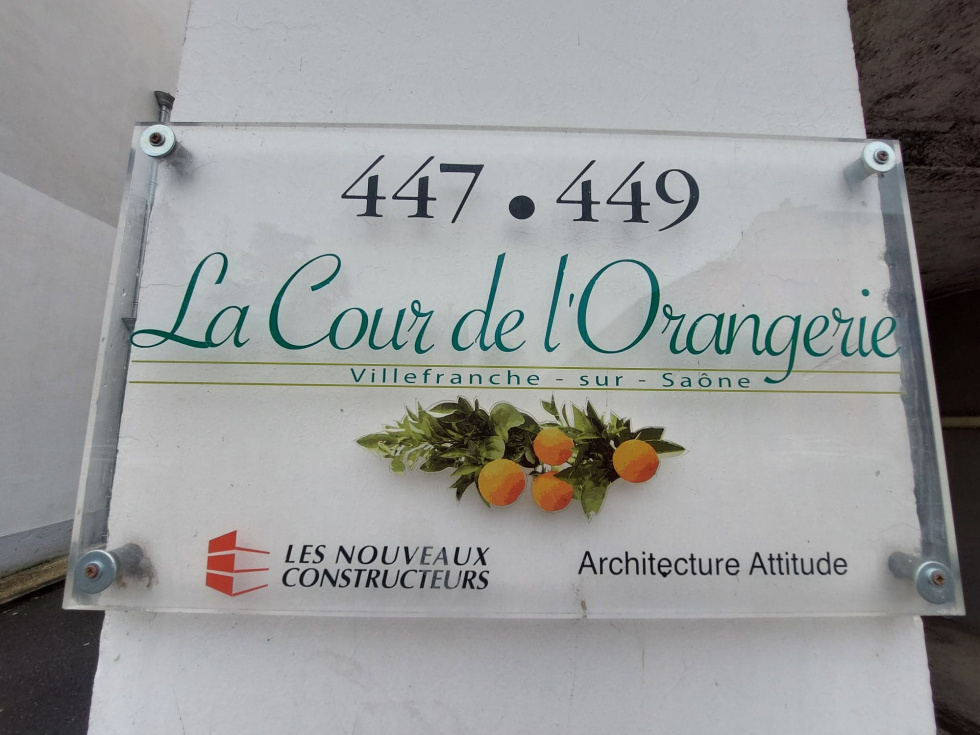 447 • 449
La Cour de l'Orangerie
Villefranche - sur - Saône
LES NOUVEAUX
CONSTRUCTEURS
Architecture Attitude